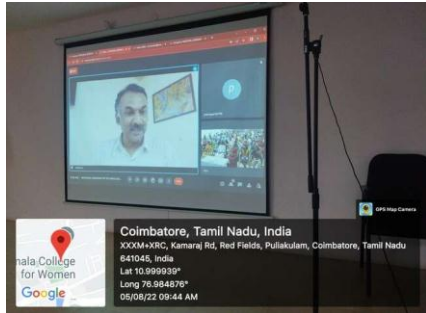 P
GPS Map Camera
nala College
for Women
Google
Coimbatore, Tamil Nadu, India
XXXM+XRC, Kamaraj Rd, Red Fields, Puliakulam, Coimbatore, Tamil Nadu
641045, India
Lat 10.999939°
Long 76.984876°
05/08/22 09:44 AM